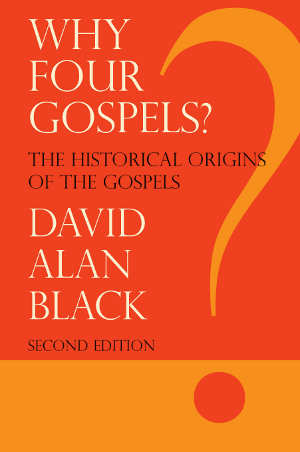 WHY
FOUR
GOSPELS?
THE HISTORICAL ORIGINS
OF THE GOSPELS
DAVID
ALAN
BLACK
SECOND EDITION